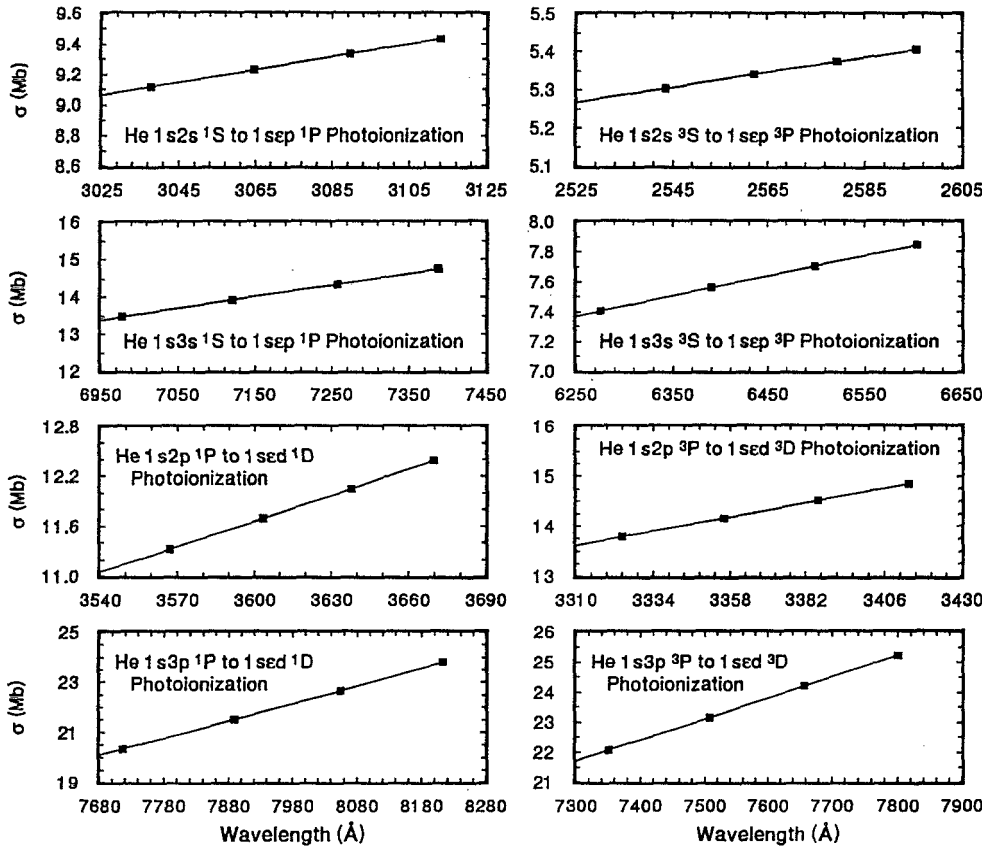 9.6
9.4
9.2
9.0
8.8
8.6
σ (Mb)
He 1s2s ¹S to 1sεp ¹P Photoionization
3025 3045 3065 3085 3105 3125
5.5
5.4
5.3
5.2
5.1
He 1s2s ³S to 1sεp ³P Photoionization
2525 2545 2565 2585 2605
16
15
14
13
12
σ (Mb)
He 1s3s ¹S to 1sεp ¹P Photoionization
6950 7050 7150 7250 7350 7450
8.0
7.8
7.6
7.4
7.2
7.0
He 1s3s ³S to 1sεp ³P Photoionization
6250 6350 6450 6550 6650
12.8
12.2
11.6
11.0
σ (Mb)
He 1s2p ¹P to 1sεd ¹D
Photoionization
3540 3570 3600 3630 3660 3690
16
15
14
13
He 1s2p ³P to 1sεd ³D Photoionization
3310 3334 3358 3382 3406 3430
25
23
21
19
σ (Mb)
He 1s3p ¹P to 1sεd ¹D
Photoionization
7680 7780 7880 7980 8080 8180 8280
Wavelength (Å)
26
25
24
23
22
21
He 1s3p ³P to 1sεd ³D
Photoionization
7300 7400 7500 7600 7700 7800 7900
Wavelength (Å)